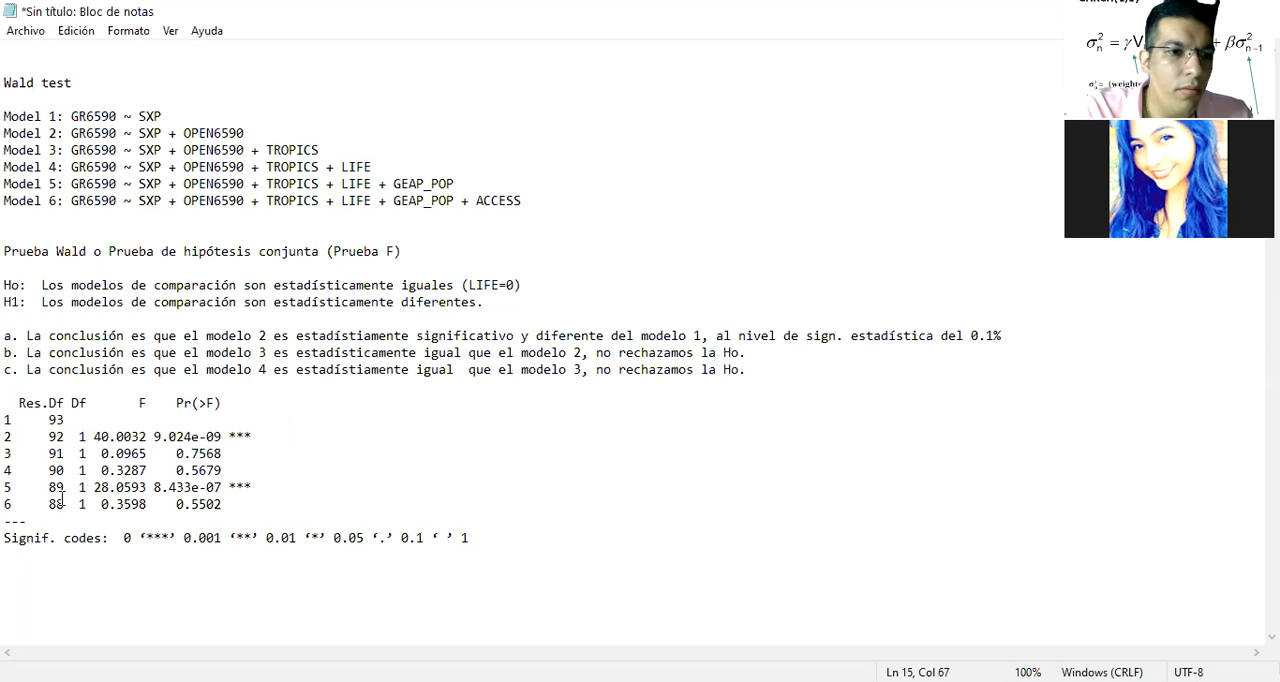 *Sin título: Bloc de notas
Archivo Edición Formato Ver Ayuda
Wald test
Model 1: GR6590 ~ SXP
Model 2: GR6590 ~ SXP + OPEN6590
Model 3: GR6590 ~ SXP + OPEN6590 + TROPICS
Model 4: GR6590 ~ SXP + OPEN6590 + TROPICS + LIFE
Model 5: GR6590 ~ SXP + OPEN6590 + TROPICS + LIFE + GEAP_POP
Model 6: GR6590 ~ SXP + OPEN6590 + TROPICS + LIFE + GEAP_POP + ACCESS
Prueba Wald o Prueba de hipótesis conjunta (Prueba F)
Ho: Los modelos de comparación son estadísticamente iguales (LIFE=0)
H1: Los modelos de comparación son estadísticamente diferentes.
a. La conclusión es que el modelo 2 es estadístiamente significativo y diferente del modelo 1, al nivel de sign. estadística del 0.1%
b. La conclusión es que el modelo 3 es estadísticamente igual que el modelo 2, no rechazamos la Ho.
c. La conclusión es que el modelo 4 es estadístiamente igual que el modelo 3, no rechazamos la Ho.
Res.Df Df F Pr(>F)
1 93
2 92 1 40.0032 9.024e-09 ***
3 91 1 0.0965 0.7568
4 90 1 0.3287 0.5679
5 89 1 28.0593 8.433e-07 ***
6 88 1 0.3598 0.5502
---
Signif. codes: 0 ‘***’ 0.001 ‘**’ 0.01 ‘*’ 0.05 ‘.’ 0.1 ‘ ’ 1
σ²n = γV + βσ²n-1
Ln 15, Col 67 100% Windows (CRLF) UTF-8